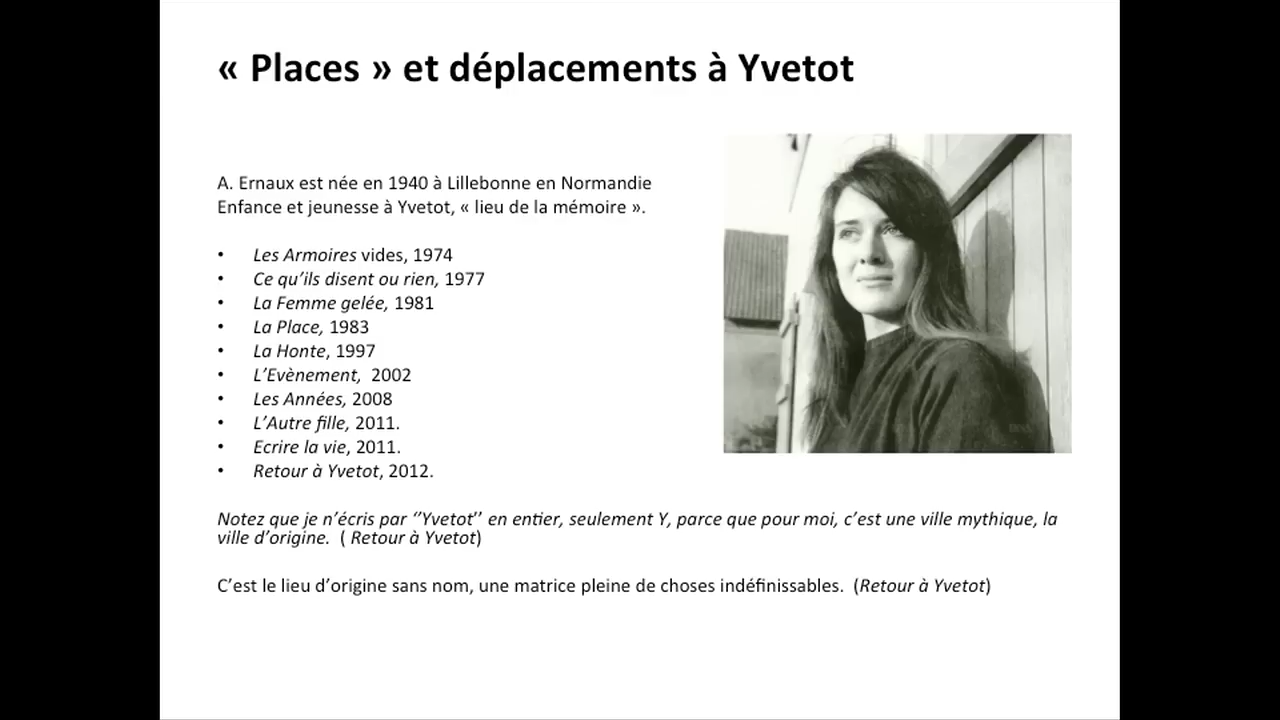 « Places » et déplacements à Yvetot
A. Ernaux est née en 1940 à Lillebonne en Normandie
Enfance et jeunesse à Yvetot, « lieu de la mémoire ».
• Les Armoires vides, 1974
• Ce qu’ils disent ou rien, 1977
• La Femme gelée, 1981
• La Place, 1983
• La Honte, 1997
• L’Evènement, 2002
• Les Années, 2008
• L’Autre fille, 2011.
• Ecrire la vie, 2011.
• Retour à Yvetot, 2012.
Notez que je n’écris par ‘’Yvetot’’ en entier, seulement Y, parce que pour moi, c’est une ville mythique, la
ville d’origine. ( Retour à Yvetot)
C’est le lieu d’origine sans nom, une matrice pleine de choses indéfinissables. (Retour à Yvetot)